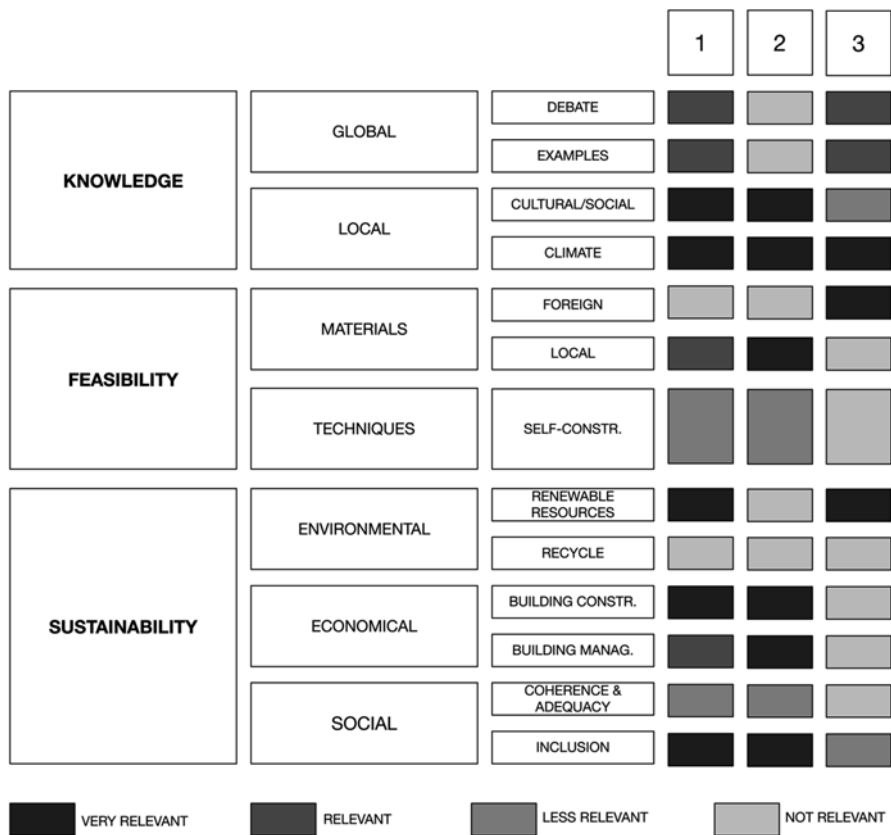 1 2 3
KNOWLEDGE
GLOBAL
DEBATE
EXAMPLES
LOCAL
CULTURAL/SOCIAL
CLIMATE
FEASIBILITY
MATERIALS
FOREIGN
LOCAL
TECHNIQUES
SELF-CONSTR.
SUSTAINABILITY
ENVIRONMENTAL
RENEWABLE
RESOURCES
RECYCLE
ECONOMICAL
BUILDING CONSTR.
BUILDING MANAG.
SOCIAL
COHERENCE &
ADEQUACY
INCLUSION
VERY RELEVANT
RELEVANT
LESS RELEVANT
NOT RELEVANT